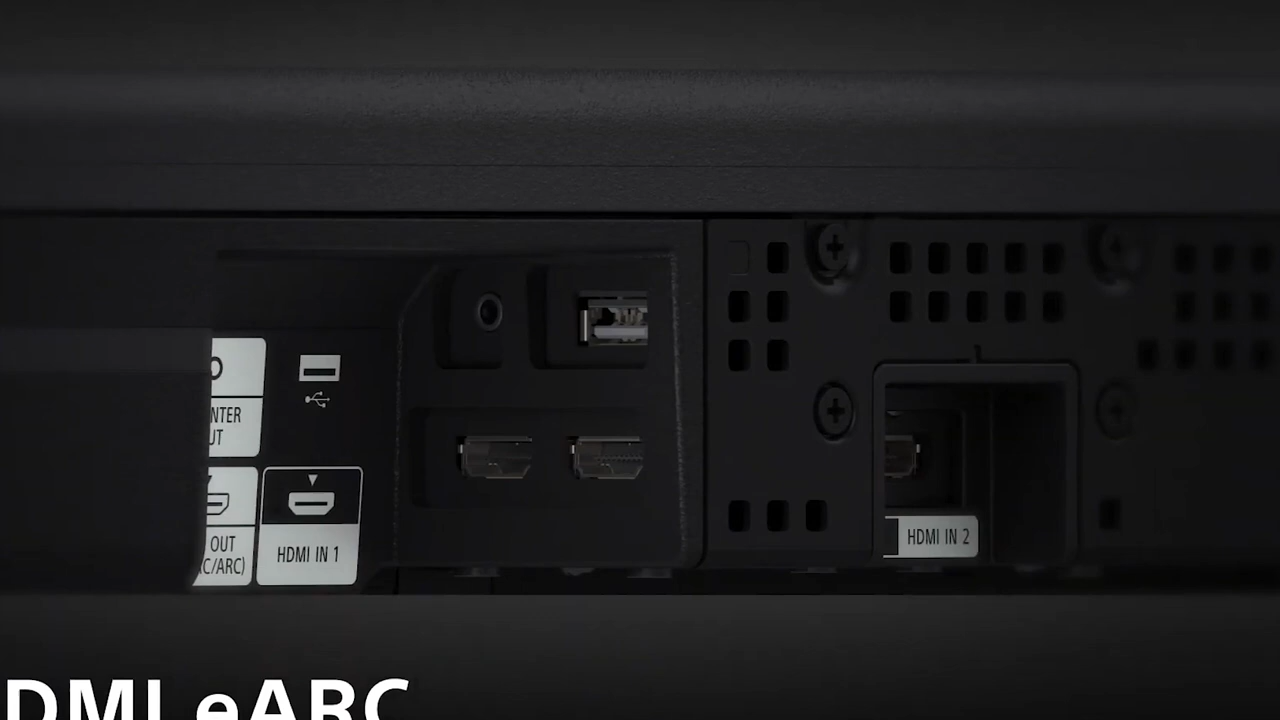 NTER
UT
OUT
C/ARC)
HDMI IN 1
HDMI IN 2
DMI eARC